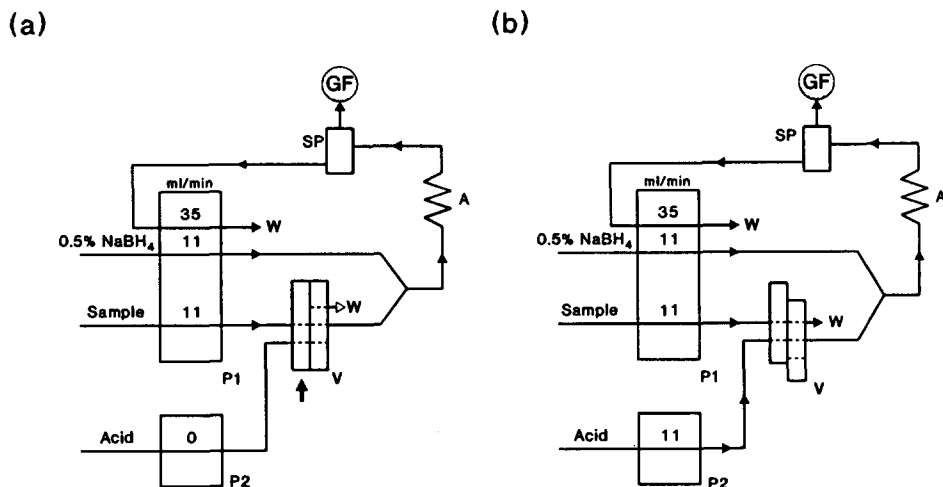 (a)
GF
SP
A
ml/min
35
W
0.5% NaBH4
11
W
Sample
11
P1
V
Acid
0
P2
(b)
GF
SP
A
ml/min
35
W
0.5% NaBH4
11
Sample
11
W
P1
V
Acid
11
P2